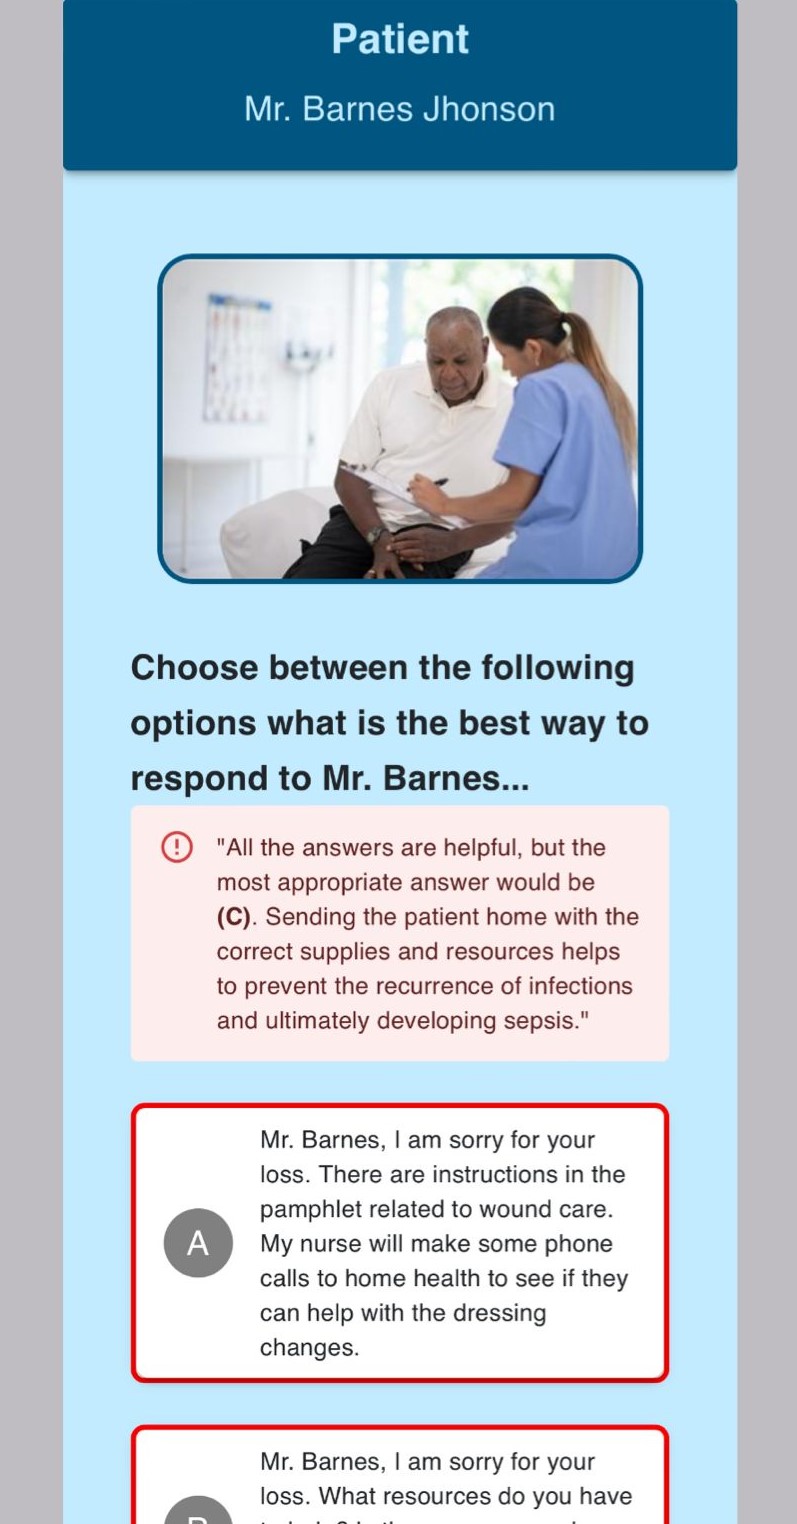 Patient
Mr. Barnes Jhonson
Choose between the following
options what is the best way to
respond to Mr. Barnes...
"All the answers are helpful, but the
most appropriate answer would be
(C). Sending the patient home with the
correct supplies and resources helps
to prevent the recurrence of infections
and ultimately developing sepsis."
A
Mr. Barnes, I am sorry for your
loss. There are instructions in the
pamphlet related to wound care.
My nurse will make some phone
calls to home health to see if they
can help with the dressing
changes.
Mr. Barnes, I am sorry for your
loss. What resources do you have